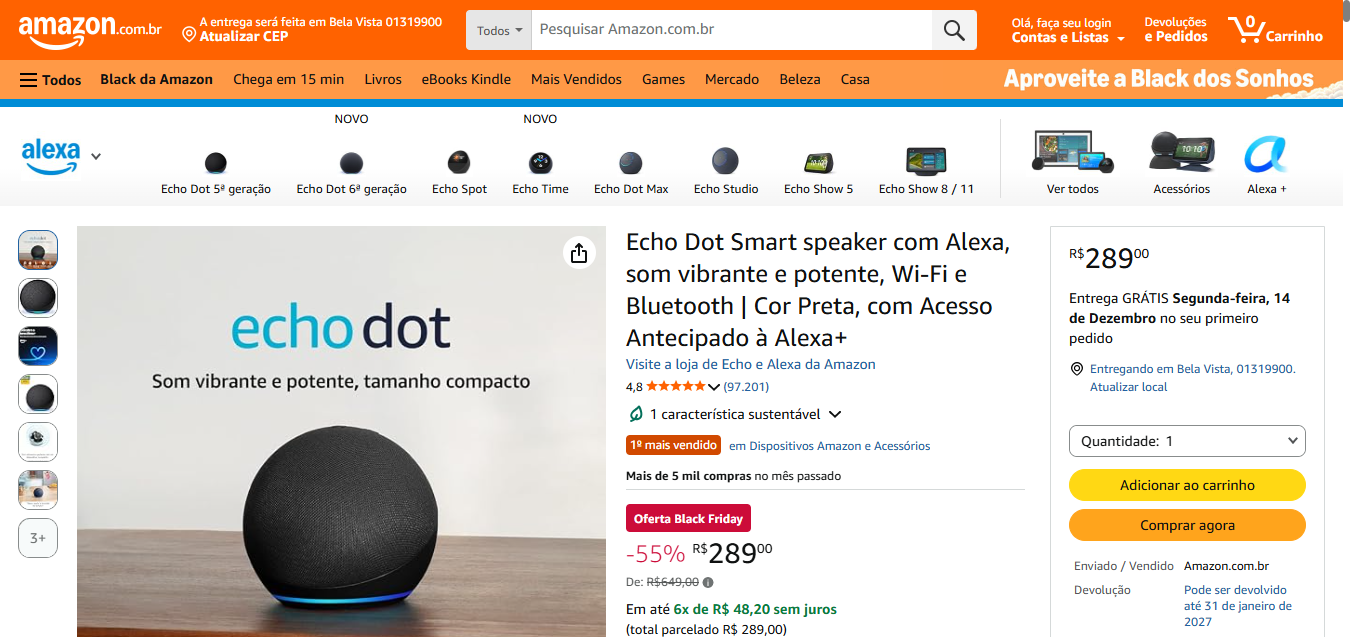 amazon.com.br
A entrega será feita em Bela Vista 01319900
Atualizar CEP
Todos
Pesquisar Amazon.com.br
Olá, faça seu login
Contas e Listas
Devoluções
e Pedidos
0
Carrinho
Todos
Black da Amazon
Chega em 15 min
Livros
eBooks Kindle
Mais Vendidos
Games
Mercado
Beleza
Casa
Aproveite a Black dos Sonhos
alexa
Echo Dot 5ª geração
NOVO
Echo Dot 6ª geração
Echo Spot
NOVO
Echo Time
Echo Dot Max
Echo Studio
Echo Show 5
Echo Show 8 / 11
Ver todos
10:10
Acessórios
Alexa +
3+
echo dot
Som vibrante e potente, tamanho compacto
Echo Dot Smart speaker com Alexa,
som vibrante e potente, Wi-Fi e
Bluetooth | Cor Preta, com Acesso
Antecipado à Alexa+
Visite a loja de Echo e Alexa da Amazon
4,8 (97.201)
1 característica sustentável
1º mais vendido em Dispositivos Amazon e Acessórios
Mais de 5 mil compras no mês passado
Oferta Black Friday
-55% R$28900
De: R$649,00
Em até 6x de R$ 48,20 sem juros
(total parcelado R$ 289,00)
R$28900
Entrega GRÁTIS Segunda-feira, 14
de Dezembro no seu primeiro
pedido
Entregando em Bela Vista, 01319900.
Atualizar local
Quantidade: 1
Adicionar ao carrinho
Comprar agora
Enviado / Vendido Amazon.com.br
Devolução Pode ser devolvido
até 31 de janeiro de
2027